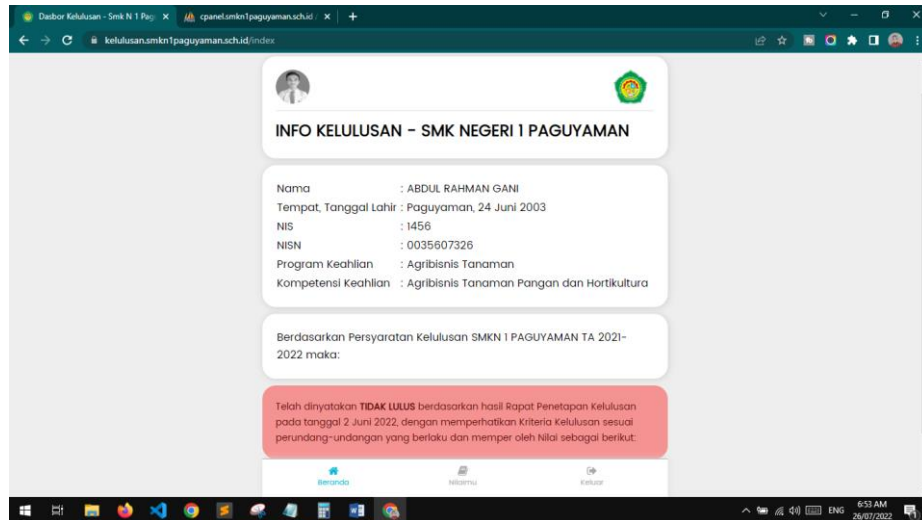 Dasbor Kelulusan - Smk N 1 Pag
cpanel.smkn1paguyaman.sch.id /
kelulusan.smkn1paguyaman.sch.id/index
INFO KELULUSAN - SMK NEGERI 1 PAGUYAMAN
Nama : ABDUL RAHMAN GANI
Tempat, Tanggal Lahir : Paguyaman, 24 Juni 2003
NIS : 1456
NISN : 0035607326
Program Keahlian : Agribisnis Tanaman
Kompetensi Keahlian : Agribisnis Tanaman Pangan dan Hortikultura
Berdasarkan Persyaratan Kelulusan SMKN 1 PAGUYAMAN TA 2021-
2022 maka:
Telah dinyatakan TIDAK LULUS berdasarkan hasil Rapat Penetapan Kelulusan
pada tanggal 2 Juni 2022, dengan memperhatikan Kriteria Kelulusan sesuai
perundang-undangan yang berlaku dan memper oleh Nilai sebagai berikut:
Beranda Nilaimu Keluar
ENG 6:53 AM
26/07/2022